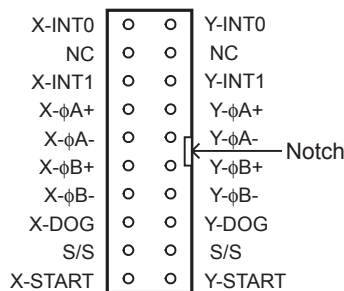 X-INT0 Y-INT0
NC NC
X-INT1 Y-INT1
X-ϕA+ Y-ϕA+
X-ϕA- Y-ϕA-
Notch
X-ϕB+ Y-ϕB+
X-ϕB- Y-ϕB-
X-DOG Y-DOG
S/S S/S
X-START Y-START